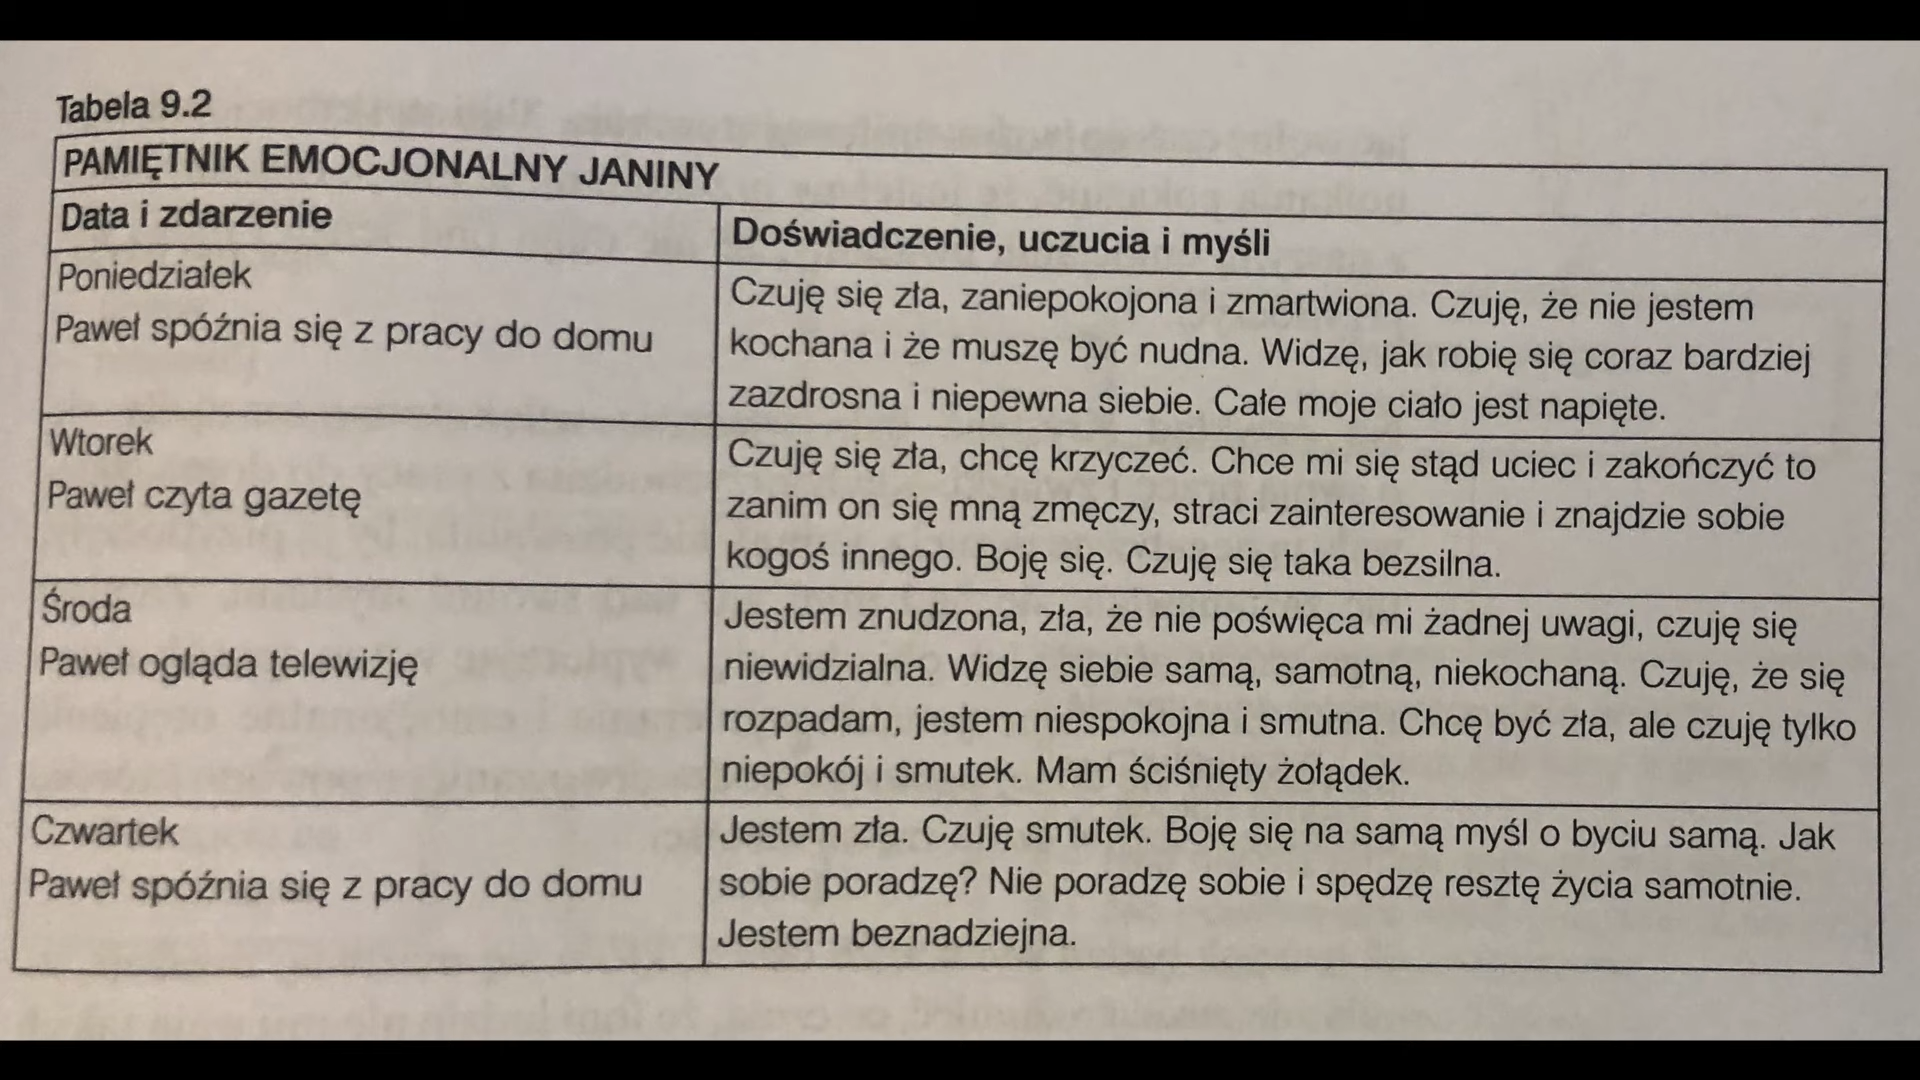 Tabela 9.2
PAMIĘTNIK EMOCJONALNY JANINY
Data i zdarzenie
Doświadczenie, uczucia i myśli
Poniedziałek
Paweł spóźnia się z pracy do domu
Czuję się zła, zaniepokojona i zmartwiona. Czuję, że nie jestem
kochana i że muszę być nudna. Widzę, jak robię się coraz bardziej
zazdrosna i niepewna siebie. Całe moje ciało jest napięte.
Wtorek
Paweł czyta gazetę
Czuję się zła, chcę krzyczeć. Chce mi się stąd uciec i zakończyć to
zanim on się mną zmęczy, straci zainteresowanie i znajdzie sobie
kogoś innego. Boję się. Czuję się taka bezsilna.
Środa
Paweł ogląda telewizję
Jestem znudzona, zła, że nie poświęca mi żadnej uwagi, czuję się
niewidzialna. Widzę siebie samą, samotną, niekochaną. Czuję, że się
rozpadam, jestem niespokojna i smutna. Chcę być zła, ale czuję tylko
niepokój i smutek. Mam ściśnięty żołądek.
Czwartek
Paweł spóźnia się z pracy do domu
Jestem zła. Czuję smutek. Boję się na samą myśl o byciu samą. Jak
sobie poradzę? Nie poradzę sobie i spędzę resztę życia samotnie.
Jestem beznadziejna.